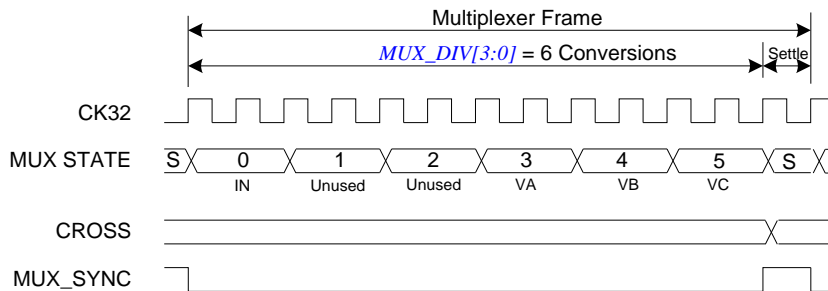 Multiplexer Frame
MUX_DIV[3:0] = 6 Conversions
Settle
CK32
MUX STATE
S 0 1 2 3 4 5 S
IN Unused Unused VA VB VC
CROSS
MUX_SYNC